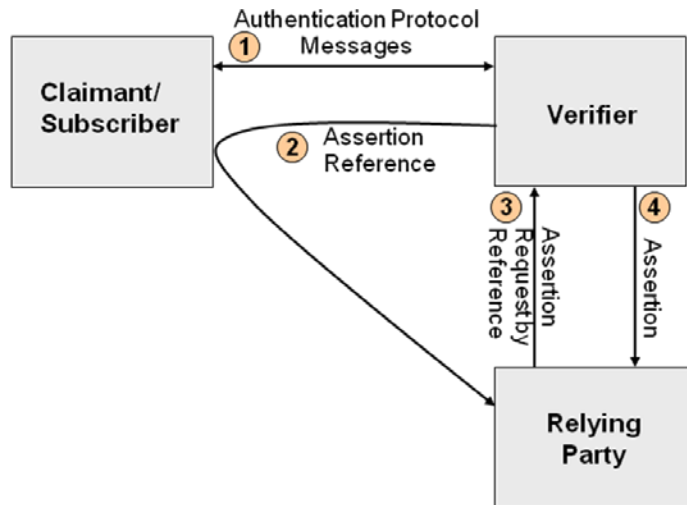 Authentication Protocol
Messages
1
Claimant/
Subscriber
Verifier
2
Assertion
Reference
3
Assertion
Request by
Reference
4
Assertion
Relying
Party